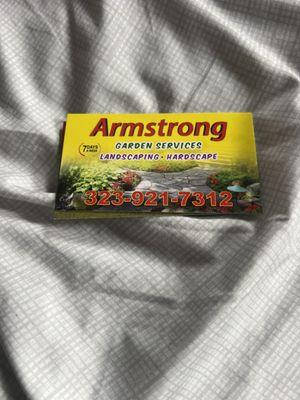 Armstrong
GARDEN SERVICES
7 DAYS
A WEEK
LANDSCAPING • HARDSCAPE
323-921-7312